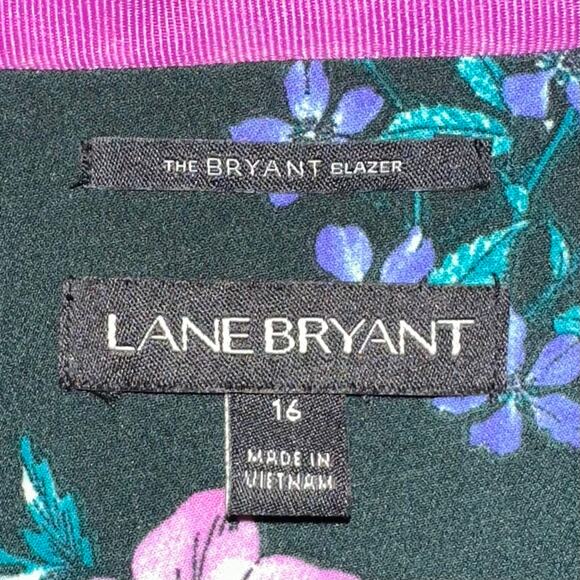 THE BRYANT BLAZER
LANE BRYANT
16
MADE IN
VIETNAM